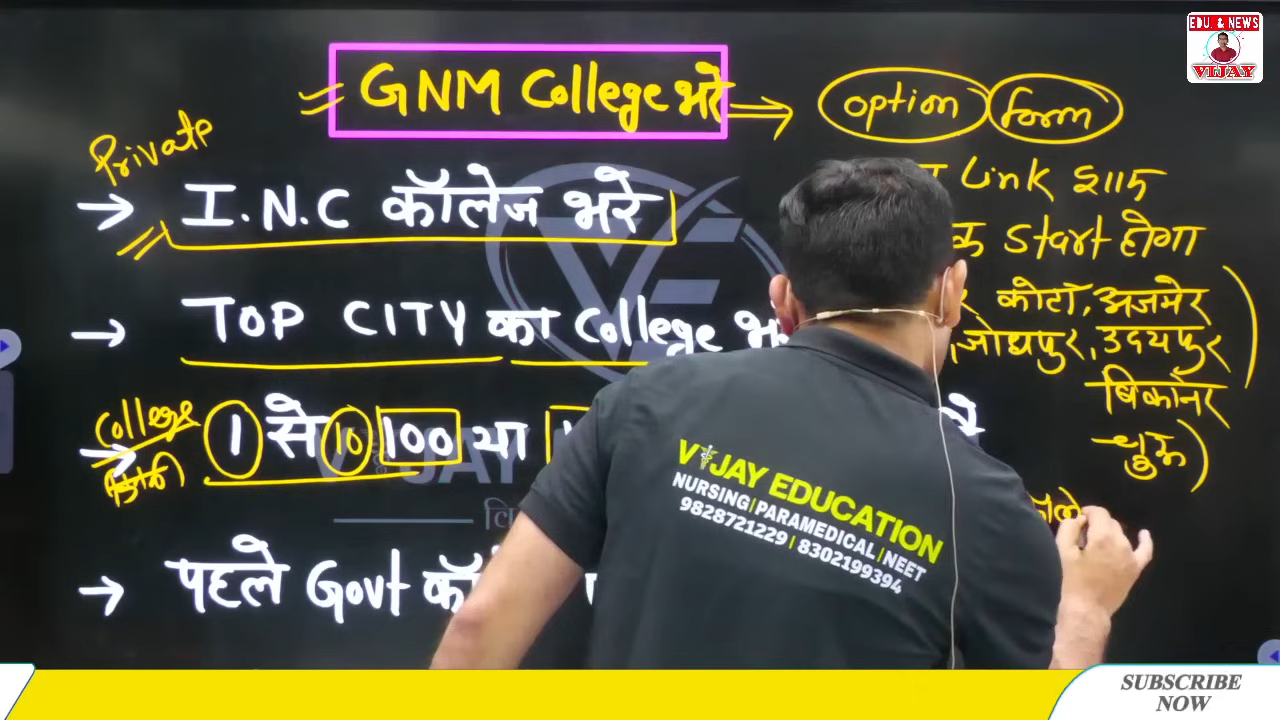 EDU. & NEWS
VIJAY
GNM College भरे
option form
Private
I.N.C कॉलेज भरे
Link
Start होगा
TOP CITY का College
कोटा, अजमेर
जोधपुर, उदयपुर
बिकानेर
चुरू
College
1 से 10 100 या
पहले Govt
VIJAY EDUCATION
NURSING|PARAMEDICAL|NEET
9828721229 | 8302199394
SUBSCRIBE
NOW